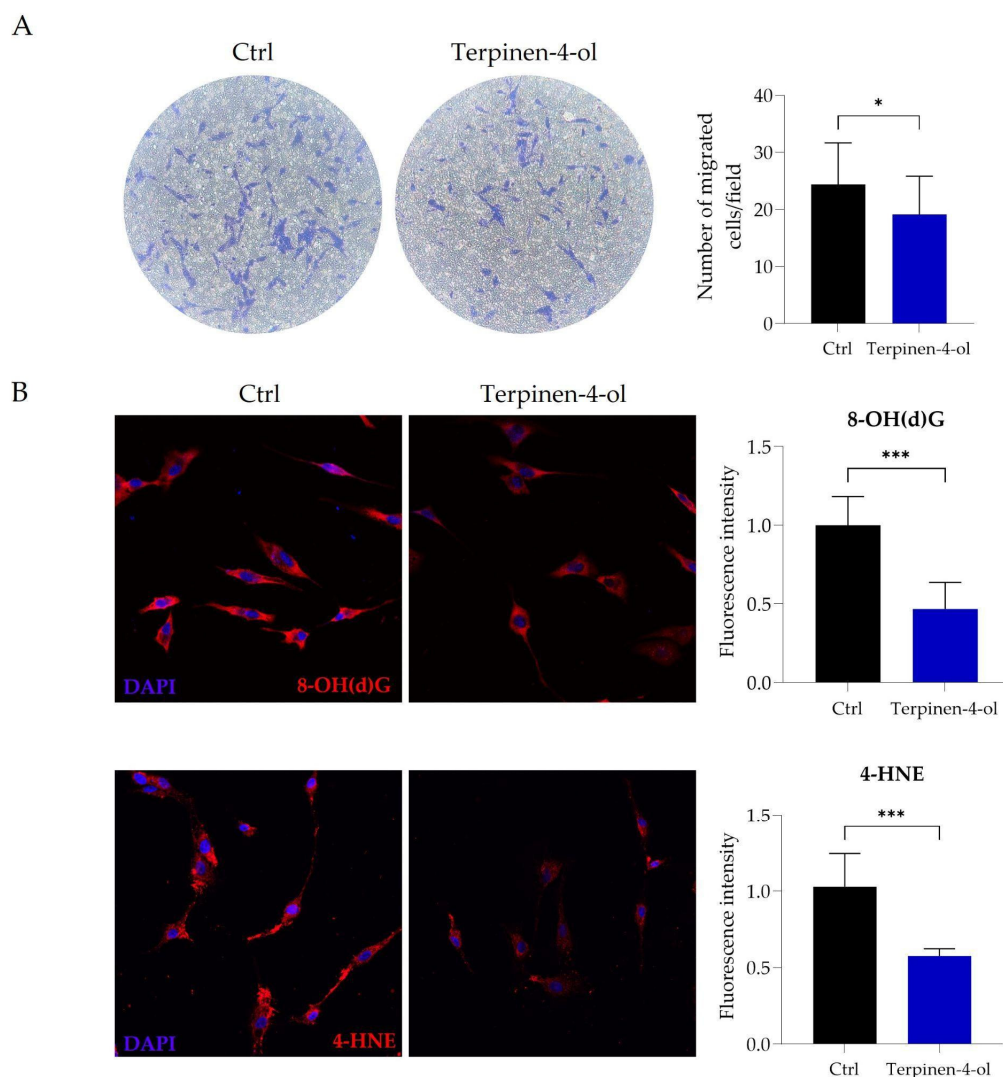 A
Ctrl
Terpinen-4-ol
Number of migrated
cells/field
40
30
20
10
0
*
Ctrl
Terpinen-4-ol
B
Ctrl
Terpinen-4-ol
DAPI
8-OH(d)G
8-OH(d)G
Fluorescence intensity
1.5
1.0
0.5
0.0
***
Ctrl
Terpinen-4-ol
DAPI
4-HNE
4-HNE
Fluorescence intensity
1.5
1.0
0.5
0.0
***
Ctrl
Terpinen-4-ol